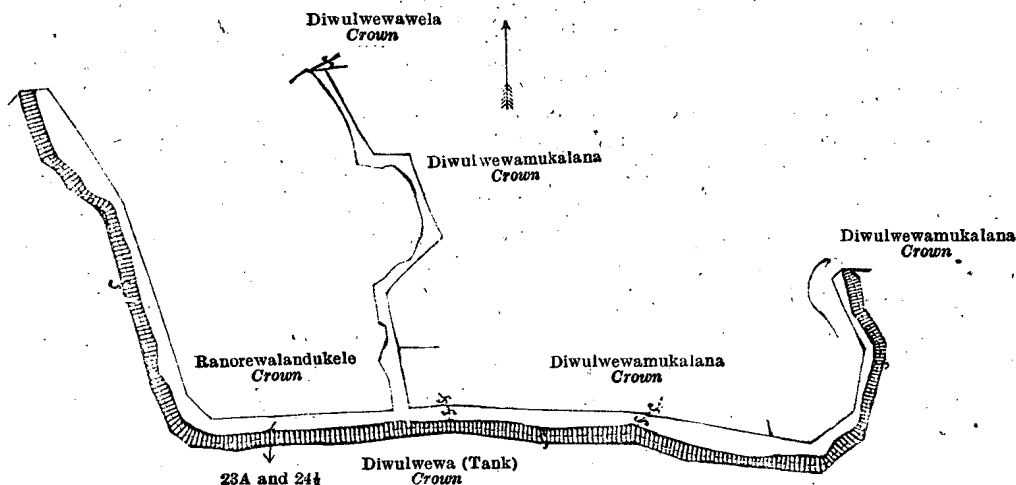 Diwulwewawela
Crown
Diwulwewamukalana
Crown
Diwulwewamukalana
Crown
Ranorewalandukele
Crown
Diwulwewamukalana
Crown
Diwulwewa (Tank)
Crown
23A and 24½